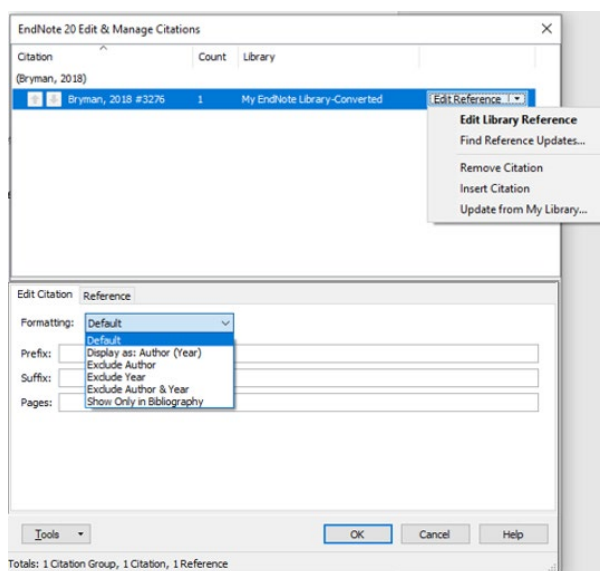 EndNote 20 Edit & Manage Citations
Citation Count Library
(Bryman, 2018)
Bryman, 2018 #3276 1 My EndNote Library-Converted Edit Reference
Edit Library Reference
Find Reference Updates...
Remove Citation
Insert Citation
Update from My Library...
Edit Citation Reference
Formatting: Default
Default
Display as: Author (Year)
Exclude Author
Exclude Year
Exclude Author & Year
Show Only in Bibliography
Prefix:
Suffix:
Pages:
Tools OK Cancel Help
Totals: 1 Citation Group, 1 Citation, 1 Reference